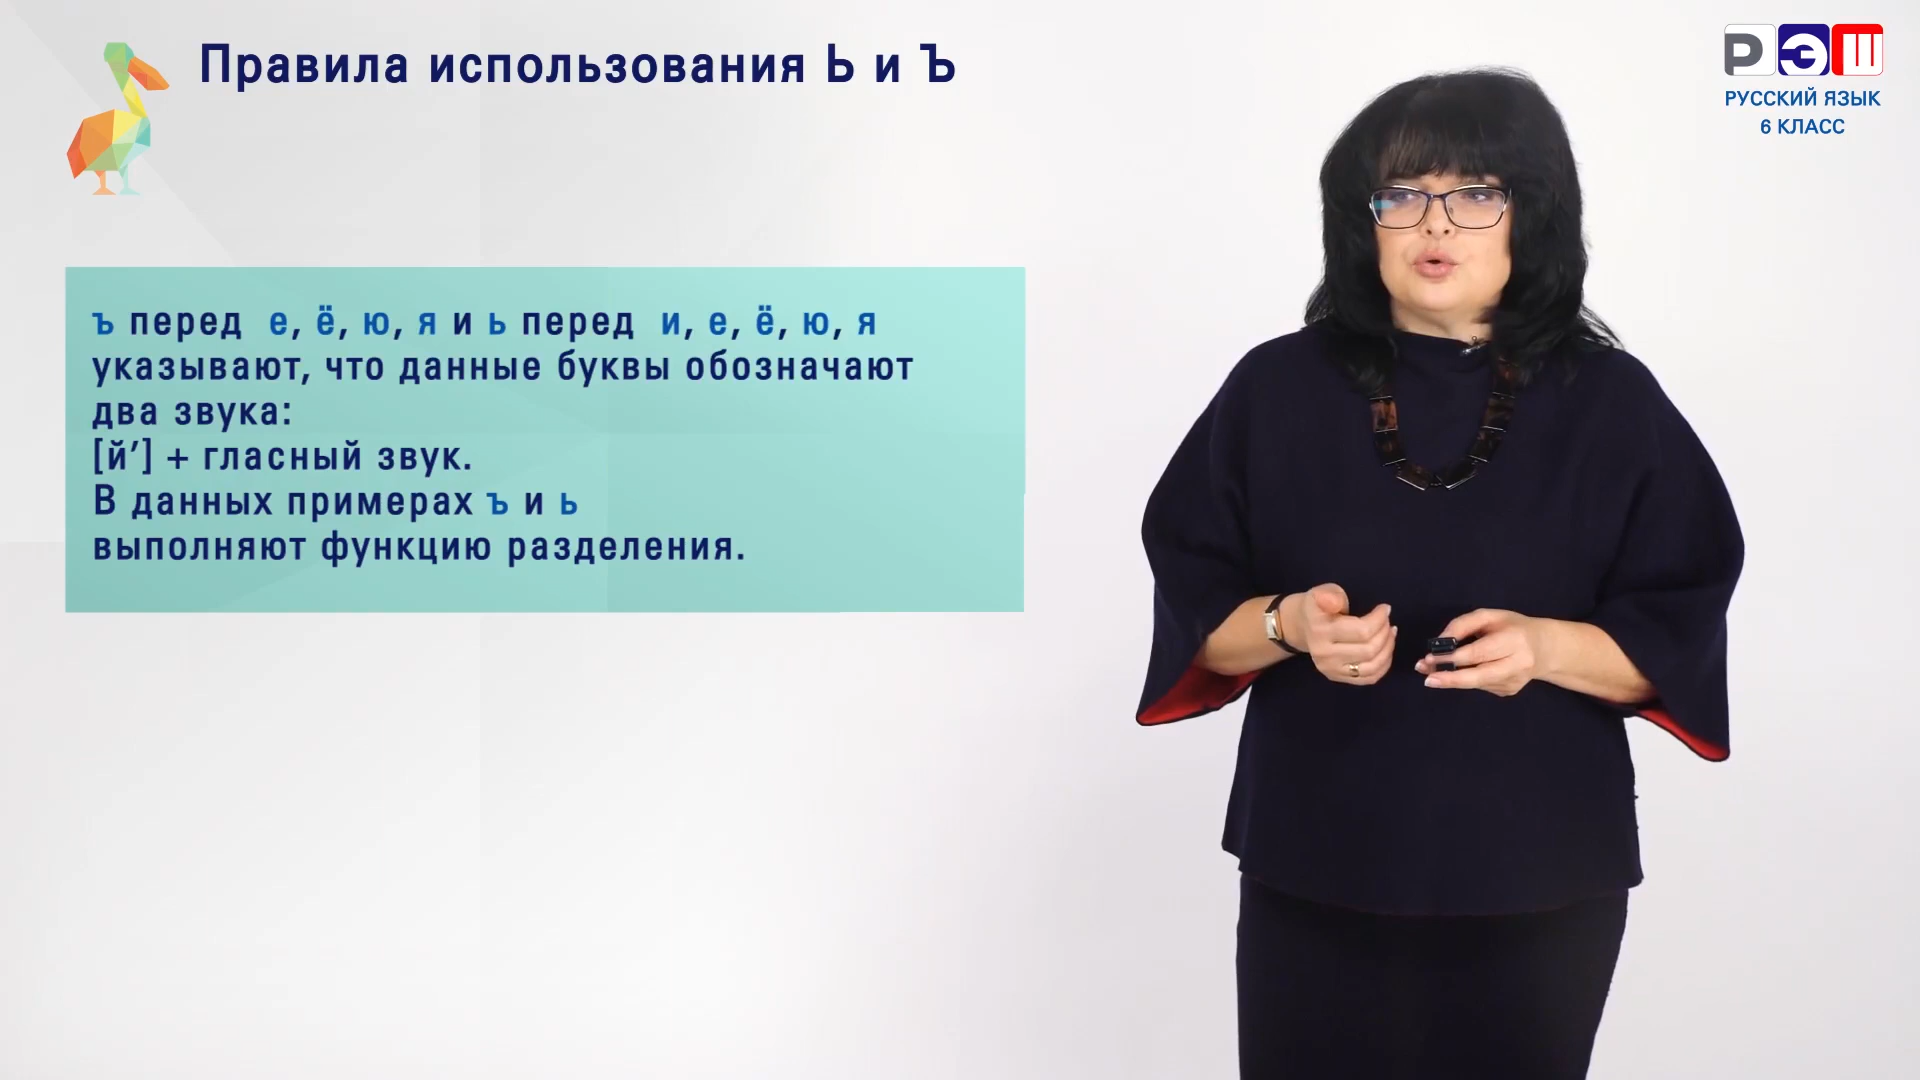 Правила использования Ь и Ъ
РЭШ
РУССКИЙ ЯЗЫК
6 КЛАСС
ъ перед е, ё, ю, я и ь перед и, е, ё, ю, я
указывают, что данные буквы обозначают
два звука:
[й’] + гласный звук.
В данных примерах ъ и ь
выполняют функцию разделения.